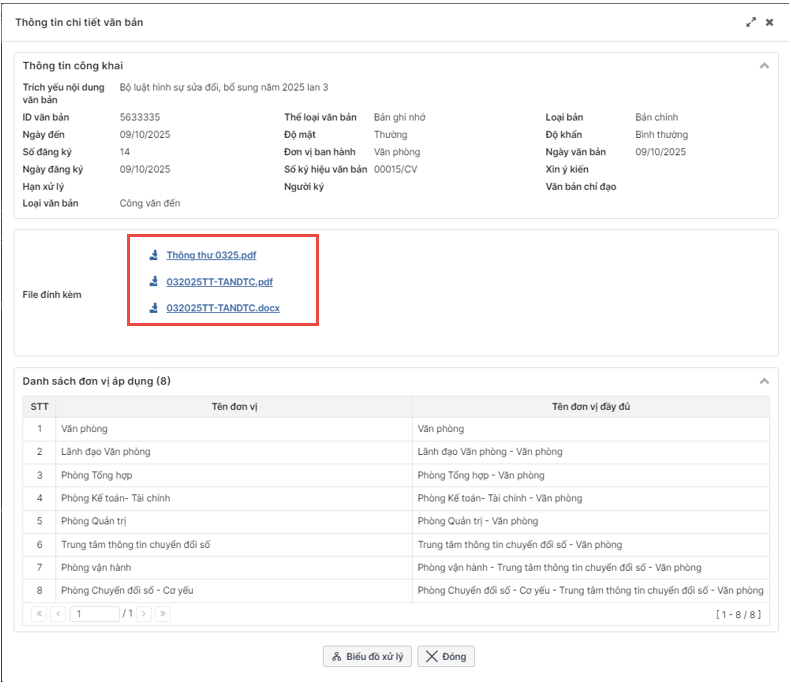 Thông tin chi tiết văn bản
Thông tin công khai
Trích yếu nội dung văn bản Bộ luật hình sự sửa đổi, bổ sung năm 2025 lan 3
ID văn bản 5633335 Thể loại văn bản Bản ghi nhớ Loại bản Bản chính
Ngày đến 09/10/2025 Độ mật Thường Độ khẩn Bình thường
Số đăng ký 14 Đơn vị ban hành Văn phòng Ngày văn bản 09/10/2025
Ngày đăng ký 09/10/2025 Số ký hiệu văn bản 00015/CV Xin ý kiến
Hạn xử lý Người ký Văn bản chỉ đạo
Loại văn bản Công văn đến
File đính kèm
Thông thư 0325.pdf
032025TT-TANDTC.pdf
032025TT-TANDTC.docx
Danh sách đơn vị áp dụng (8)
STT Tên đơn vị Tên đơn vị đầy đủ
1 Văn phòng Văn phòng
2 Lãnh đạo Văn phòng Lãnh đạo Văn phòng - Văn phòng
3 Phòng Tổng hợp Phòng Tổng hợp - Văn phòng
4 Phòng Kế toán- Tài chính Phòng Kế toán- Tài chính - Văn phòng
5 Phòng Quản trị Phòng Quản trị - Văn phòng
6 Trung tâm thông tin chuyển đổi số Trung tâm thông tin chuyển đổi số - Văn phòng
7 Phòng vận hành Phòng vận hành - Trung tâm thông tin chuyển đổi số - Văn phòng
8 Phòng Chuyển đổi số - Cơ yếu Phòng Chuyển đổi số - Cơ yếu - Trung tâm thông tin chuyển đổi số - Văn phòng
« ‹ 1 / 1 › » [ 1 - 8 / 8 ]
Biểu đồ xử lý Đóng